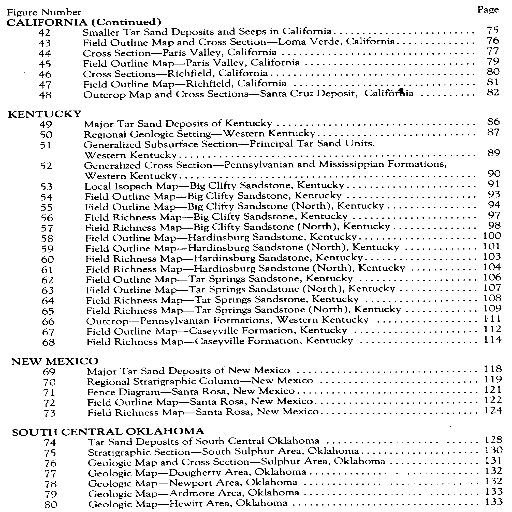 Figure Number Page
CALIFORNIA (Continued)
42 Smaller Tar Sand Deposits and Seeps in California 75
43 Field Outline Map and Cross Section—Loma Verde, California 76
44 Cross Section—Paris Valley, California 77
45 Field Outline Map—Paris Valley, California 79
46 Cross Sections—Richfield, California 80
47 Field Outline Map—Richfield, California 81
48 Outcrop Map and Cross Sections—Santa Cruz Deposit, California 82
KENTUCKY
49 Major Tar Sand Deposits of Kentucky 86
50 Regional Geologic Setting—Western Kentucky 87
51 Generalized Subsurface Section—Principal Tar Sand Units,
Western Kentucky 89
52 Generalized Cross Section—Pennsylvanian and Mississippian Formations,
Western Kentucky 90
53 Local Isopach Map—Big Clifty Sandstone, Kentucky 91
54 Field Outline Map—Big Clifty Sandstone, Kentucky 93
55 Field Outline Map—Big Clifty Sandstone (North), Kentucky 94
56 Field Richness Map—Big Clifty Sandstone, Kentucky 97
57 Field Richness Map—Big Clifty Sandstone (North), Kentucky 98
58 Field Outline Map—Hardinsburg Sandstone, Kentucky 100
59 Field Outline Map—Hardinsburg Sandstone (North), Kentucky 101
60 Field Richness Map—Hardinsburg Sandstone, Kentucky 103
61 Field Richness Map—Hardinsburg Sandstone (North), Kentucky 104
62 Field Outline Map—Tar Springs Sandstone, Kentucky 106
63 Field Outline Map—Tar Springs Sandstone (North), Kentucky 107
64 Field Richness Map—Tar Springs Sandstone, Kentucky 108
65 Field Richness Map—Tar Springs Sandstone (North), Kentucky 109
66 Outcrop—Pennsylvanian Formations, Western Kentucky 111
67 Field Outline Map—Caseyville Formation, Kentucky 112
68 Field Richness Map—Caseyville Formation, Kentucky 114
NEW MEXICO
69 Major Tar Sand Deposits of New Mexico 118
70 Regional Stratigraphic Column—New Mexico 119
71 Fence Diagram—Santa Rosa, New Mexico 121
72 Field Outline Map—Santa Rosa, New Mexico 122
73 Field Richness Map—Santa Rosa, New Mexico 124
SOUTH CENTRAL OKLAHOMA
74 Tar Sand Deposits of South Central Oklahoma 128
75 Stratigraphic Section—South Sulphur Area, Oklahoma 130
76 Geologic Map and Cross Section—Sulphur Area, Oklahoma 131
77 Geologic Map—Dougherty Area, Oklahoma 132
78 Geologic Map—Newport Area, Oklahoma 132
79 Geologic Map—Ardmore Area, Oklahoma 133
80 Geologic Map—Hewitt Area, Oklahoma 133